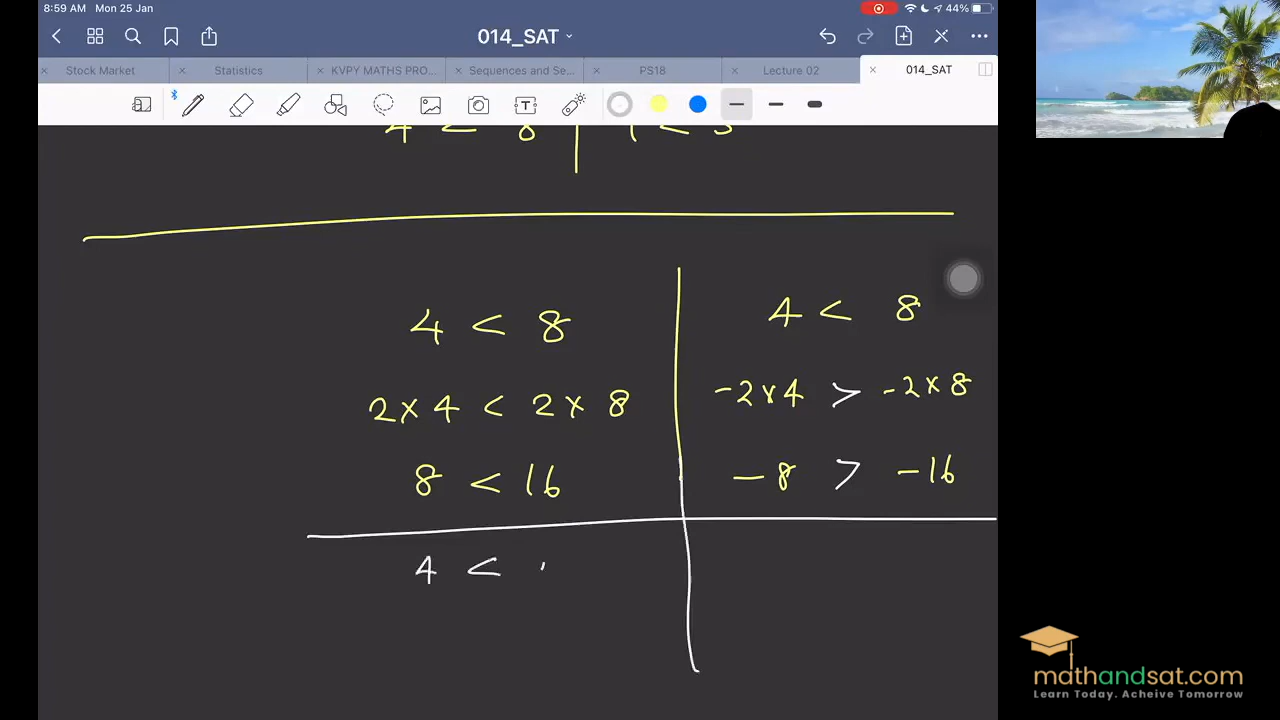 8:59 AM Mon 25 Jan
44%
014_SAT
Stock Market
Statistics
KVPY MATHS PRO...
Sequences and Se...
PS18
Lecture 02
014_SAT
4 < 8
4 < 8
2 × 4 < 2 × 8
-2×4 > -2×8
8 < 16
-8 > -16
4 <
mathandsat.com
Learn Today. Acheive Tomorrow